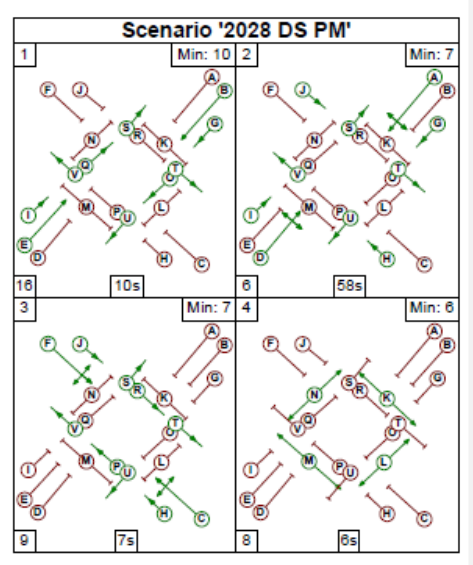 Scenario '2028 DS PM'
1 Min: 10 2 Min: 7
A
F J B
S G
N R K
Q T
V O
I M P U L
E
D H C
16 10s 6 58s
A
F J B
S G
N R K
Q T
V O
I M P U L
E
D H C
3 Min: 7 4 Min: 6
A
F J B
S G
N R K
Q T
V O
I M P U L
E
D H C
9 7s 8 6s
A
F J B
S G
N R K
Q T
V O
I M P U L
E
D H C